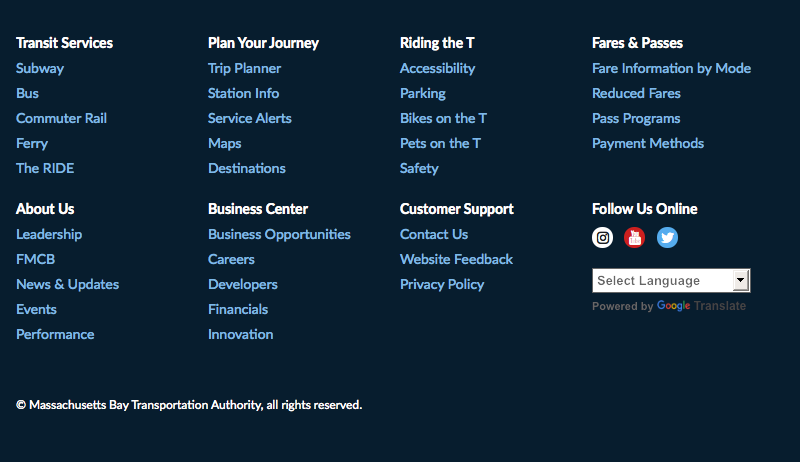 Transit Services
Subway
Bus
Commuter Rail
Ferry
The RIDE
Plan Your Journey
Trip Planner
Station Info
Service Alerts
Maps
Destinations
Riding the T
Accessibility
Parking
Bikes on the T
Pets on the T
Safety
Fares & Passes
Fare Information by Mode
Reduced Fares
Pass Programs
Payment Methods
About Us
Leadership
FMCB
News & Updates
Events
Performance
Business Center
Business Opportunities
Careers
Developers
Financials
Innovation
Customer Support
Contact Us
Website Feedback
Privacy Policy
Follow Us Online
Select Language
Powered by Google Translate
© Massachusetts Bay Transportation Authority, all rights reserved.